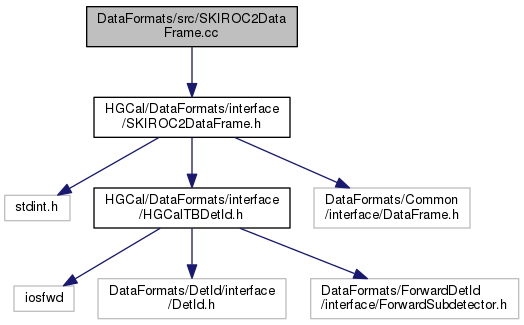 DataFormats/src/SKIROC2Data
Frame.cc
HGCal/DataFormats/interface
/SKIROC2DataFrame.h
stdint.h
HGCal/DataFormats/interface
/HGCalTBDetId.h
DataFormats/Common
/interface/DataFrame.h
iosfwd
DataFormats/DetId/interface
/DetId.h
DataFormats/ForwardDetId
/interface/ForwardSubdetector.h